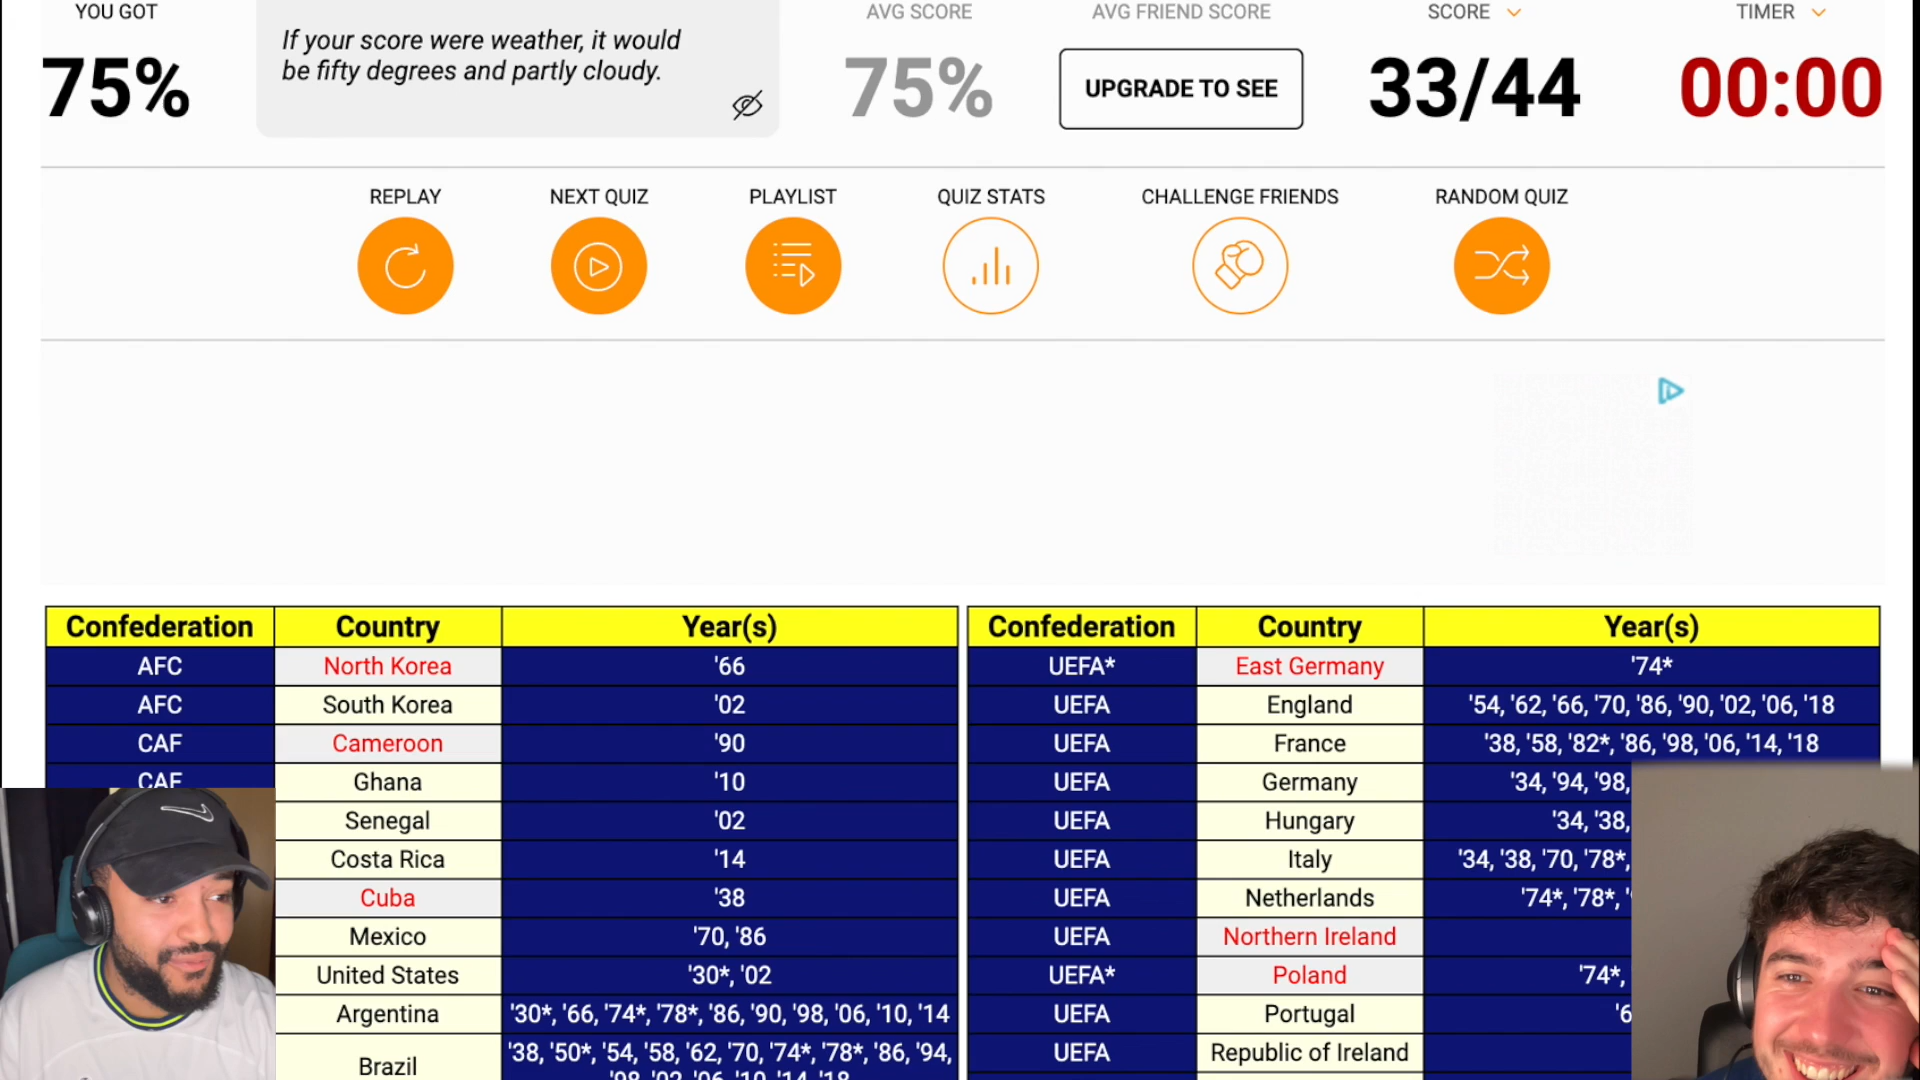 YOU GOT
75%
If your score were weather, it would
be fifty degrees and partly cloudy.
AVG SCORE
75%
AVG FRIEND SCORE
UPGRADE TO SEE
SCORE
33/44
TIMER
00:00
REPLAY
NEXT QUIZ
PLAYLIST
QUIZ STATS
CHALLENGE FRIENDS
RANDOM QUIZ
Confederation Country Year(s)
AFC North Korea '66
AFC South Korea '02
CAF Cameroon '90
CAF Ghana '10
Senegal '02
Costa Rica '14
Cuba '38
Mexico '70, '86
United States '30*, '02
Argentina '30*, '66, '74*, '78*, '86, '90, '98, '06, '10, '14
Brazil '38, '50*, '54, '58, '62, '70, '74*, '78*, '86, '94,
'98, '02, '06, '10, '14, '18
Confederation Country Year(s)
UEFA* East Germany '74*
UEFA England '54, '62, '66, '70, '86, '90, '02, '06, '18
UEFA France '38, '58, '82*, '86, '98, '06, '14, '18
UEFA Germany '34, '94, '98,
UEFA Hungary '34, '38,
UEFA Italy '34, '38, '70, '78*,
UEFA Netherlands '74*, '78*,
UEFA Northern Ireland
UEFA* Poland '74*,
UEFA Portugal '6
UEFA Republic of Ireland